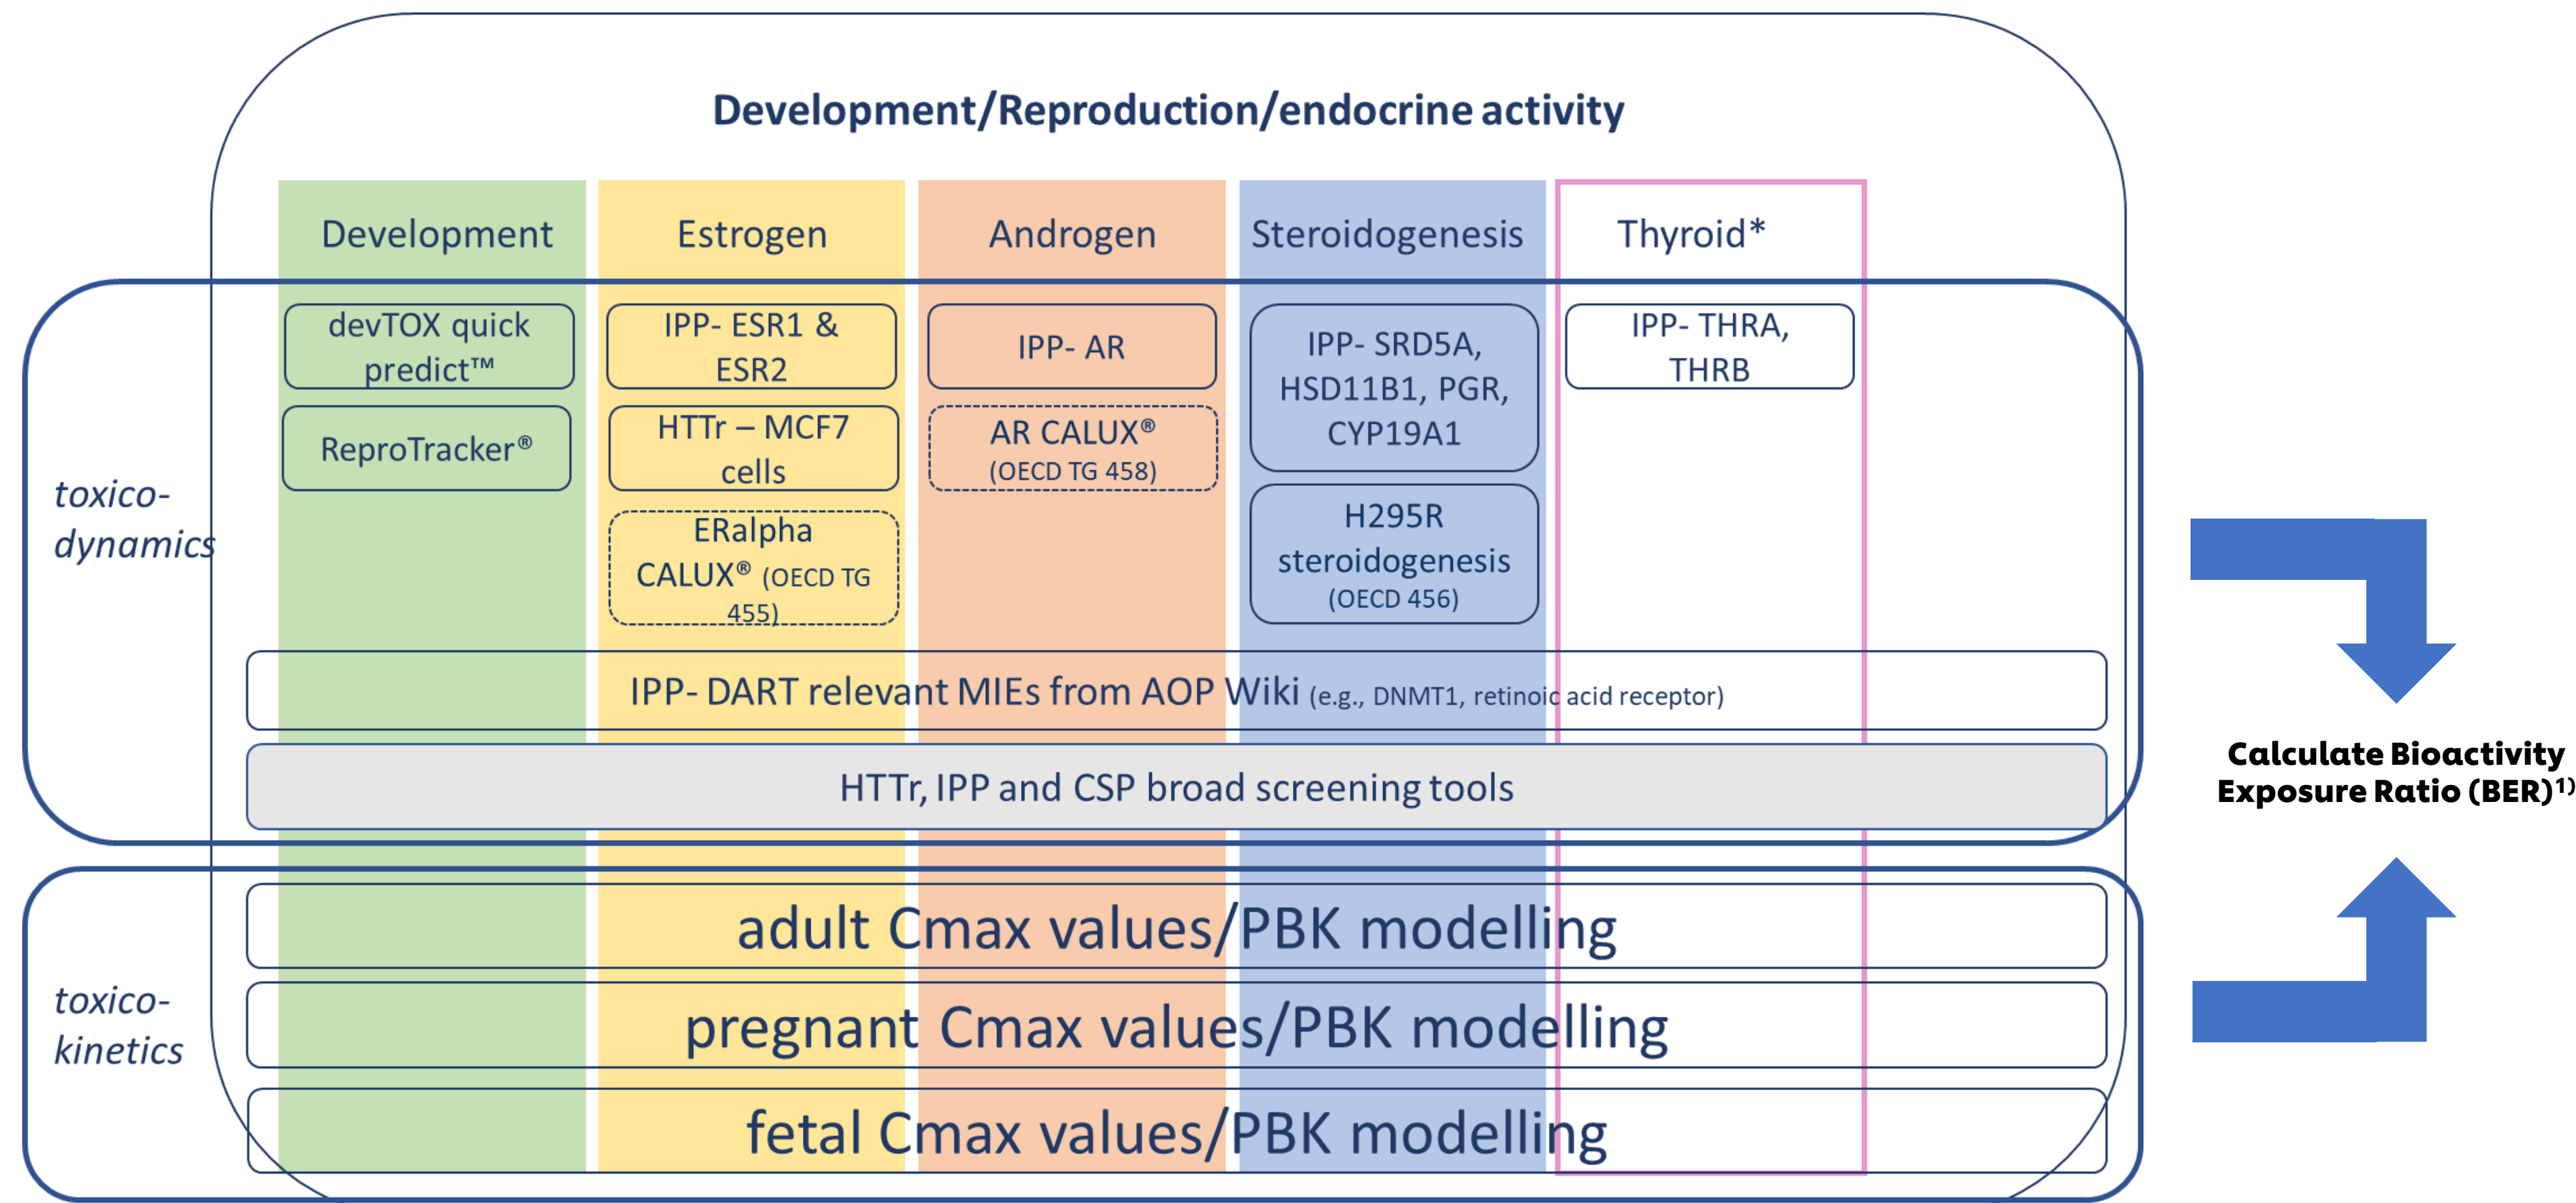 Development/Reproduction/endocrine activity
Development
Estrogen
Androgen
Steroidogenesis
Thyroid*
toxico-
dynamics
devTOX quick
predict™
ReproTracker®
IPP- ESR1 &
ESR2
HTTr – MCF7
cells
ERalpha
CALUX® (OECD TG
455)
IPP- AR
AR CALUX®
(OECD TG 458)
IPP- SRD5A,
HSD11B1, PGR,
CYP19A1
H295R
steroidogenesis
(OECD 456)
IPP- THRA,
THRB
IPP- DART relevant MIEs from AOP Wiki (e.g., DNMT1, retinoic acid receptor)
HTTr, IPP and CSP broad screening tools
toxico-
kinetics
adult Cmax values/PBK modelling
pregnant Cmax values/PBK modelling
fetal Cmax values/PBK modelling
Calculate Bioactivity
Exposure Ratio (BER)¹⁾